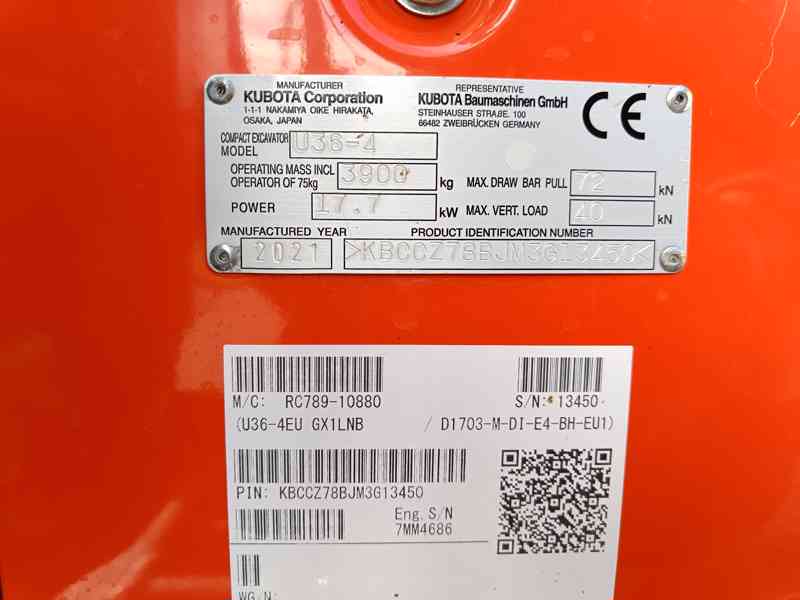 MANUFACTURER
KUBOTA Corporation
1-1-1 NAKAMIYA OIKE HIRAKATA,
OSAKA, JAPAN
REPRESENTATIVE
KUBOTA Baumaschinen GmbH
STEINHAUSER STRAßE. 100
86482 ZWEIBRÜCKEN GERMANY
CE
COMPACT EXCAVATOR
MODEL U36-4
OPERATING MASS INCL
OPERATOR OF 75kg 3900 kg
MAX. DRAW BAR PULL 72 kN
POWER 17.7 kW
MAX. VERT. LOAD 40 kN
MANUFACTURED YEAR
2021
PRODUCT IDENTIFICATION NUMBER
>KBCCZ78BJM3G13450<
M/C: RC789-10880
S/N: 13450
(U36-4EU GX1LNB / D1703-M-DI-E4-BH-EU1)
PIN: KBCCZ78BJM3G13450
Eng. S/N
7MM4686
WG/N: